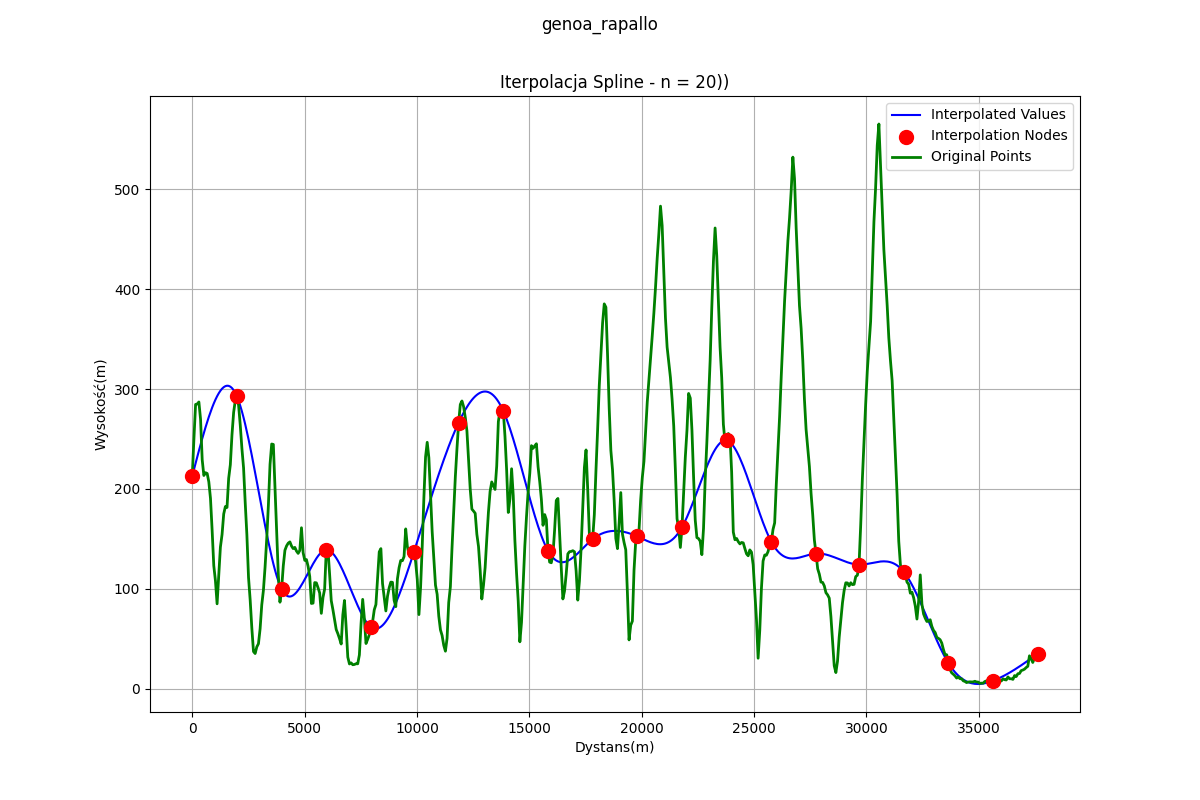 genoa_rapallo
Iterpolacja Spline - n = 20))
Interpolated Values
Interpolation Nodes
Original Points
Wysokość(m)
500
400
300
200
100
0
0 5000 10000 15000 20000 25000 30000 35000
Dystans(m)